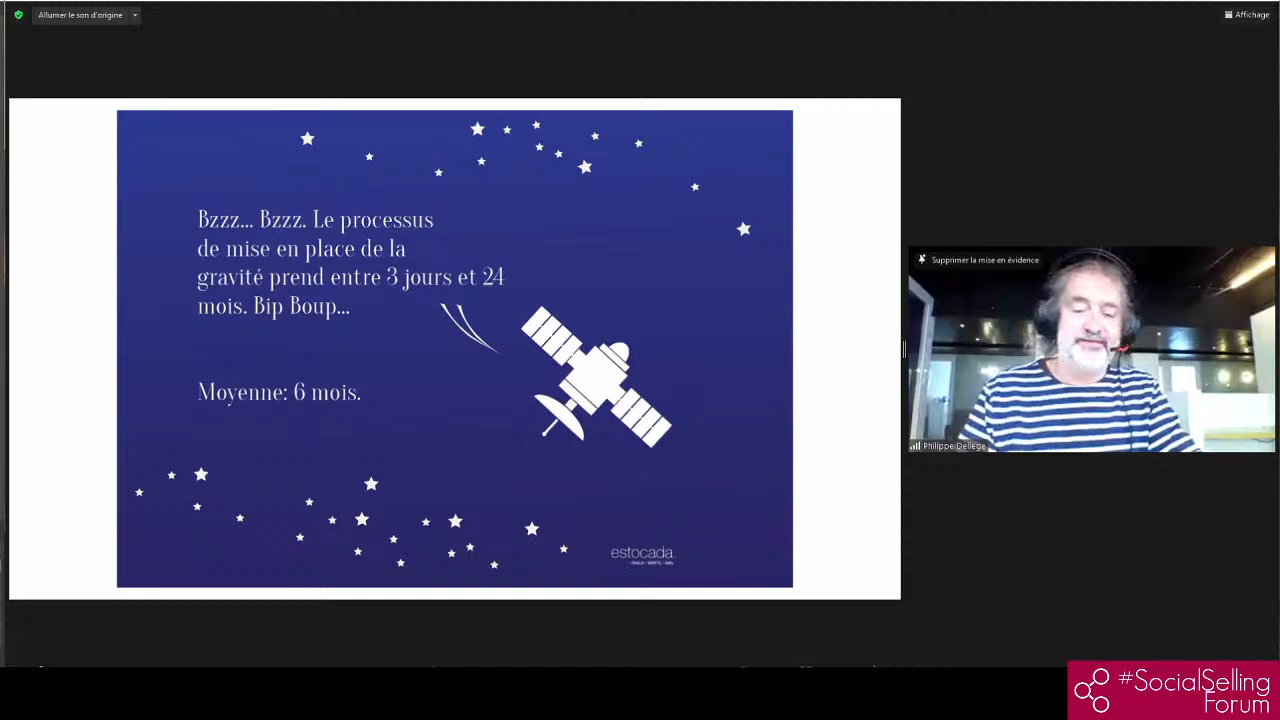 Allumer le son d'origine
Affichage
Bzzz... Bzzz. Le processus
de mise en place de la
gravité prend entre 3 jours et 24
mois. Bip Boup...
Moyenne: 6 mois.
estocada.
Supprimer la mise en évidence
Philippe Deliège
#SocialSelling
Forum